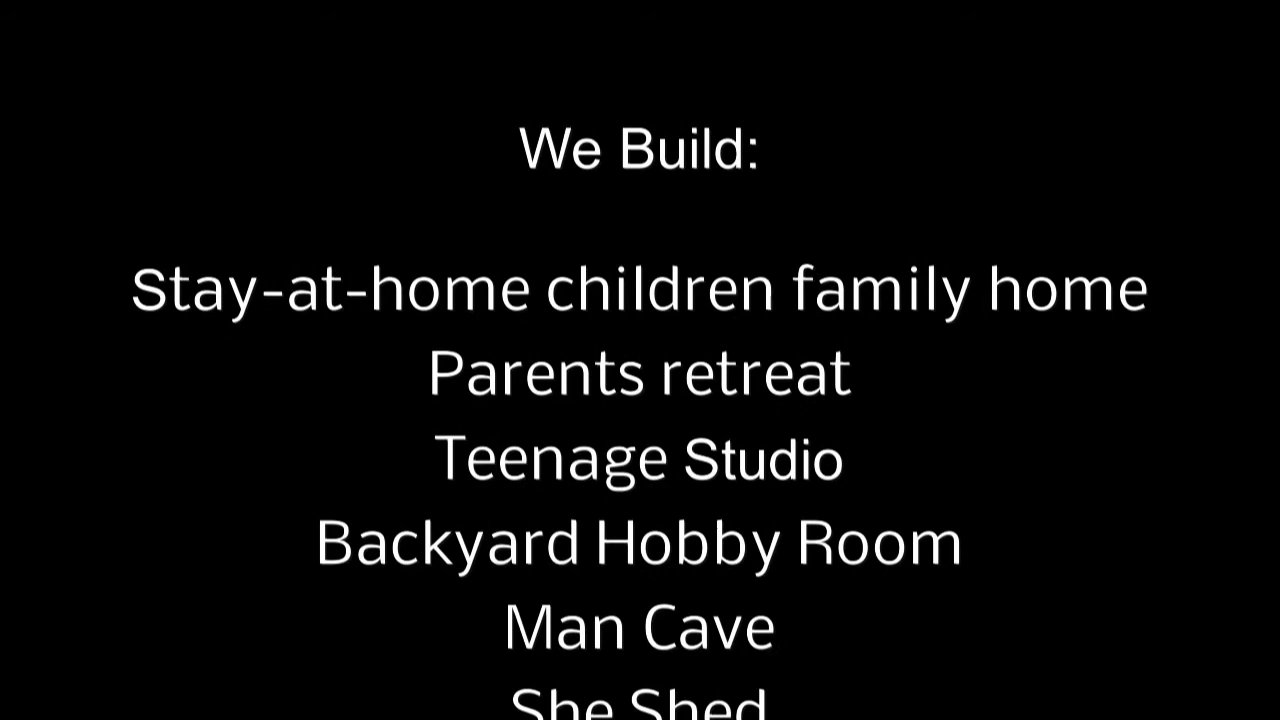 We Build:
Stay-at-home children family home
Parents retreat
Teenage Studio
Backyard Hobby Room
Man Cave
She Shed